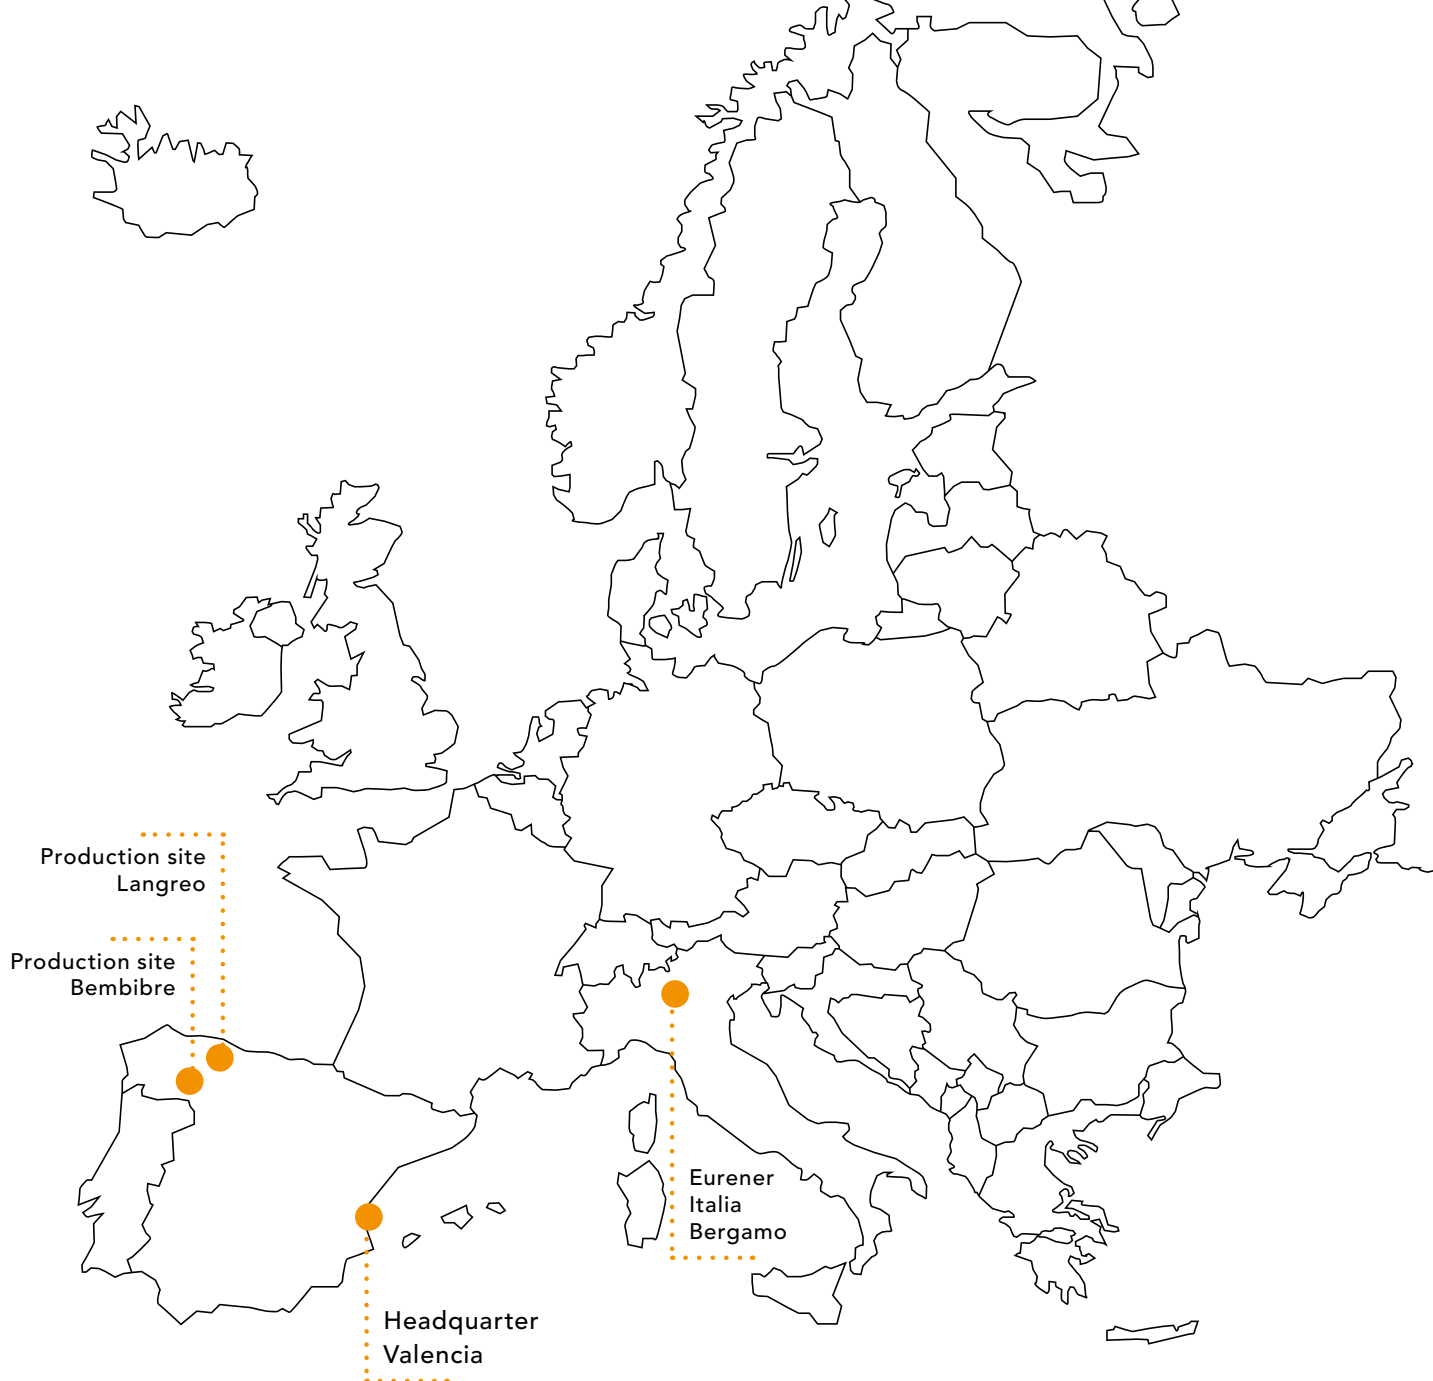 Production site
Langreo
Production site
Bembibre
Eurener
Italia
Bergamo
Headquarter
Valencia